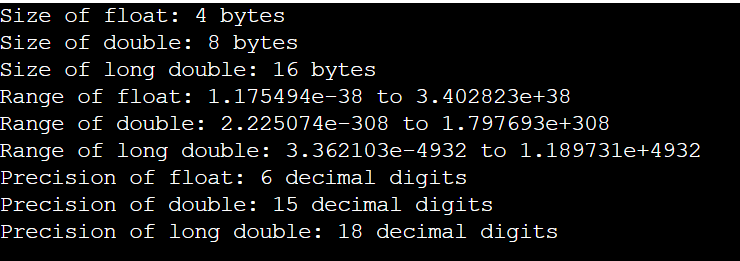 Size of float: 4 bytes
Size of double: 8 bytes
Size of long double: 16 bytes
Range of float: 1.175494e-38 to 3.402823e+38
Range of double: 2.225074e-308 to 1.797693e+308
Range of long double: 3.362103e-4932 to 1.189731e+4932
Precision of float: 6 decimal digits
Precision of double: 15 decimal digits
Precision of long double: 18 decimal digits